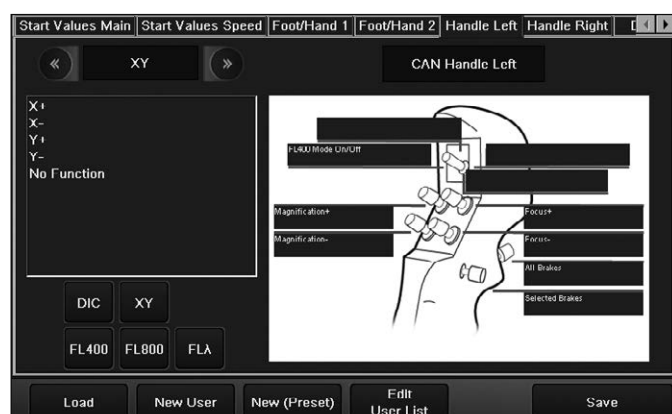 Start Values Main
Start Values Speed
Foot/Hand 1
Foot/Hand 2
Handle Left
Handle Right
«
XY
»
CAN Handle Left
X+
X-
Y+
Y-
No Function
FL400 Mode On/Off
Magnification+
Magnification-
Focus+
Focus-
All Brakes
Selected Brakes
DIC
XY
FL400
FL800
FLλ
Load
New User
New (Preset)
Edit
User List
Save